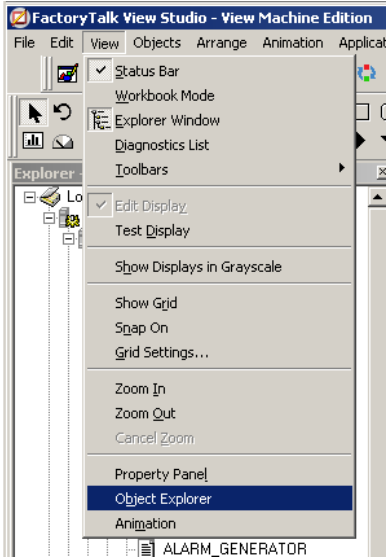 FactoryTalk View Studio - View Machine Edition
File Edit View Objects Arrange Animation Applicat
Status Bar
Workbook Mode
Explorer Window
Diagnostics List
Toolbars
Explorer -
Lo
Edit Display
Test Display
Show Displays in Grayscale
Show Grid
Snap On
Grid Settings...
Zoom In
Zoom Out
Cancel Zoom
Property Panel
Object Explorer
Animation
ALARM_GENERATOR